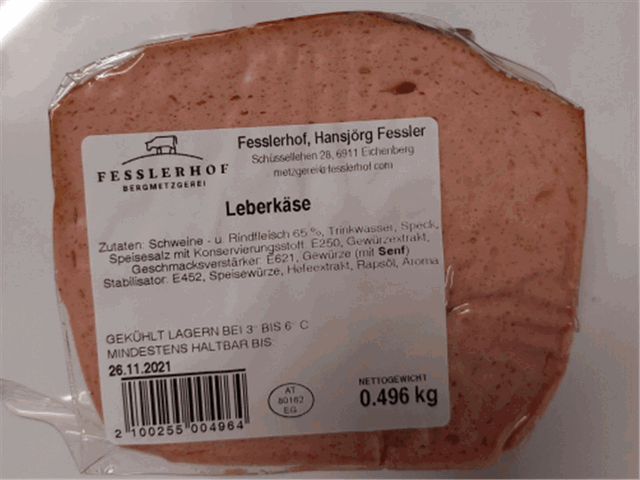 FESSLERHOF
BERGMETZGEREI
Fesslerhof, Hansjörg Fessler
Schüssellehen 28, 6911 Eichenberg
metzgerei@fesslerhof.com
Leberkäse
Zutaten: Schweine - u. Rindfleisch 65 %, Trinkwasser, Speck,
Speisesalz mit Konservierungsstoff: E250, Gewürzextrakt,
Geschmacksverstärker: E621, Gewürze (mit Senf)
Stabilisator: E452, Speisewürze, Hefeextrakt, Rapsöl, Aroma
GEKÜHLT LAGERN BEI 3° BIS 6° C
MINDESTENS HALTBAR BIS:
26.11.2021
2 100255 004964
AT
80182
EG
NETTOGEWICHT
0.496 kg